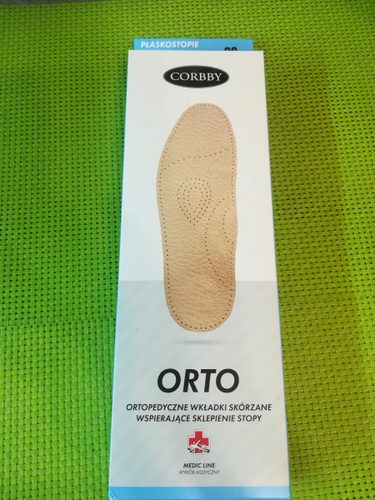 PŁASKOSTOPIE
CORBBY
ORTO
ORTOPEDYCZNE WKŁADKI SKÓRZANE
WSPIERAJĄCE SKLEPIENIE STOPY
MEDIC LINE
WYRÓB MEDYCZNY